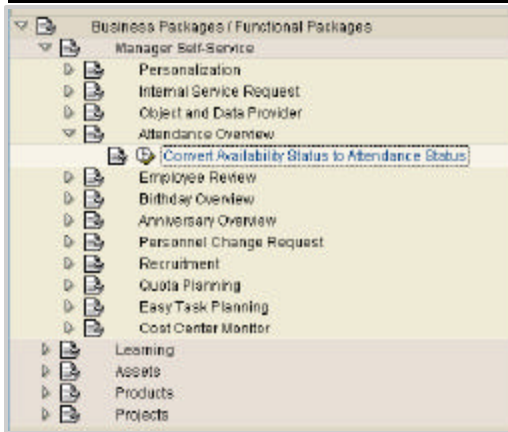 Business Packages / Functional Packages
Manager Self-Service
Personalization
Internal Service Request
Object and Data Provider
Attendance Overview
Convert Availability Status to Attendance Status
Employee Review
Birthday Overview
Anniversary Overview
Personnel Change Request
Recruitment
Quota Planning
Easy Task Planning
Cost Center Monitor
Learning
Assets
Products
Projects